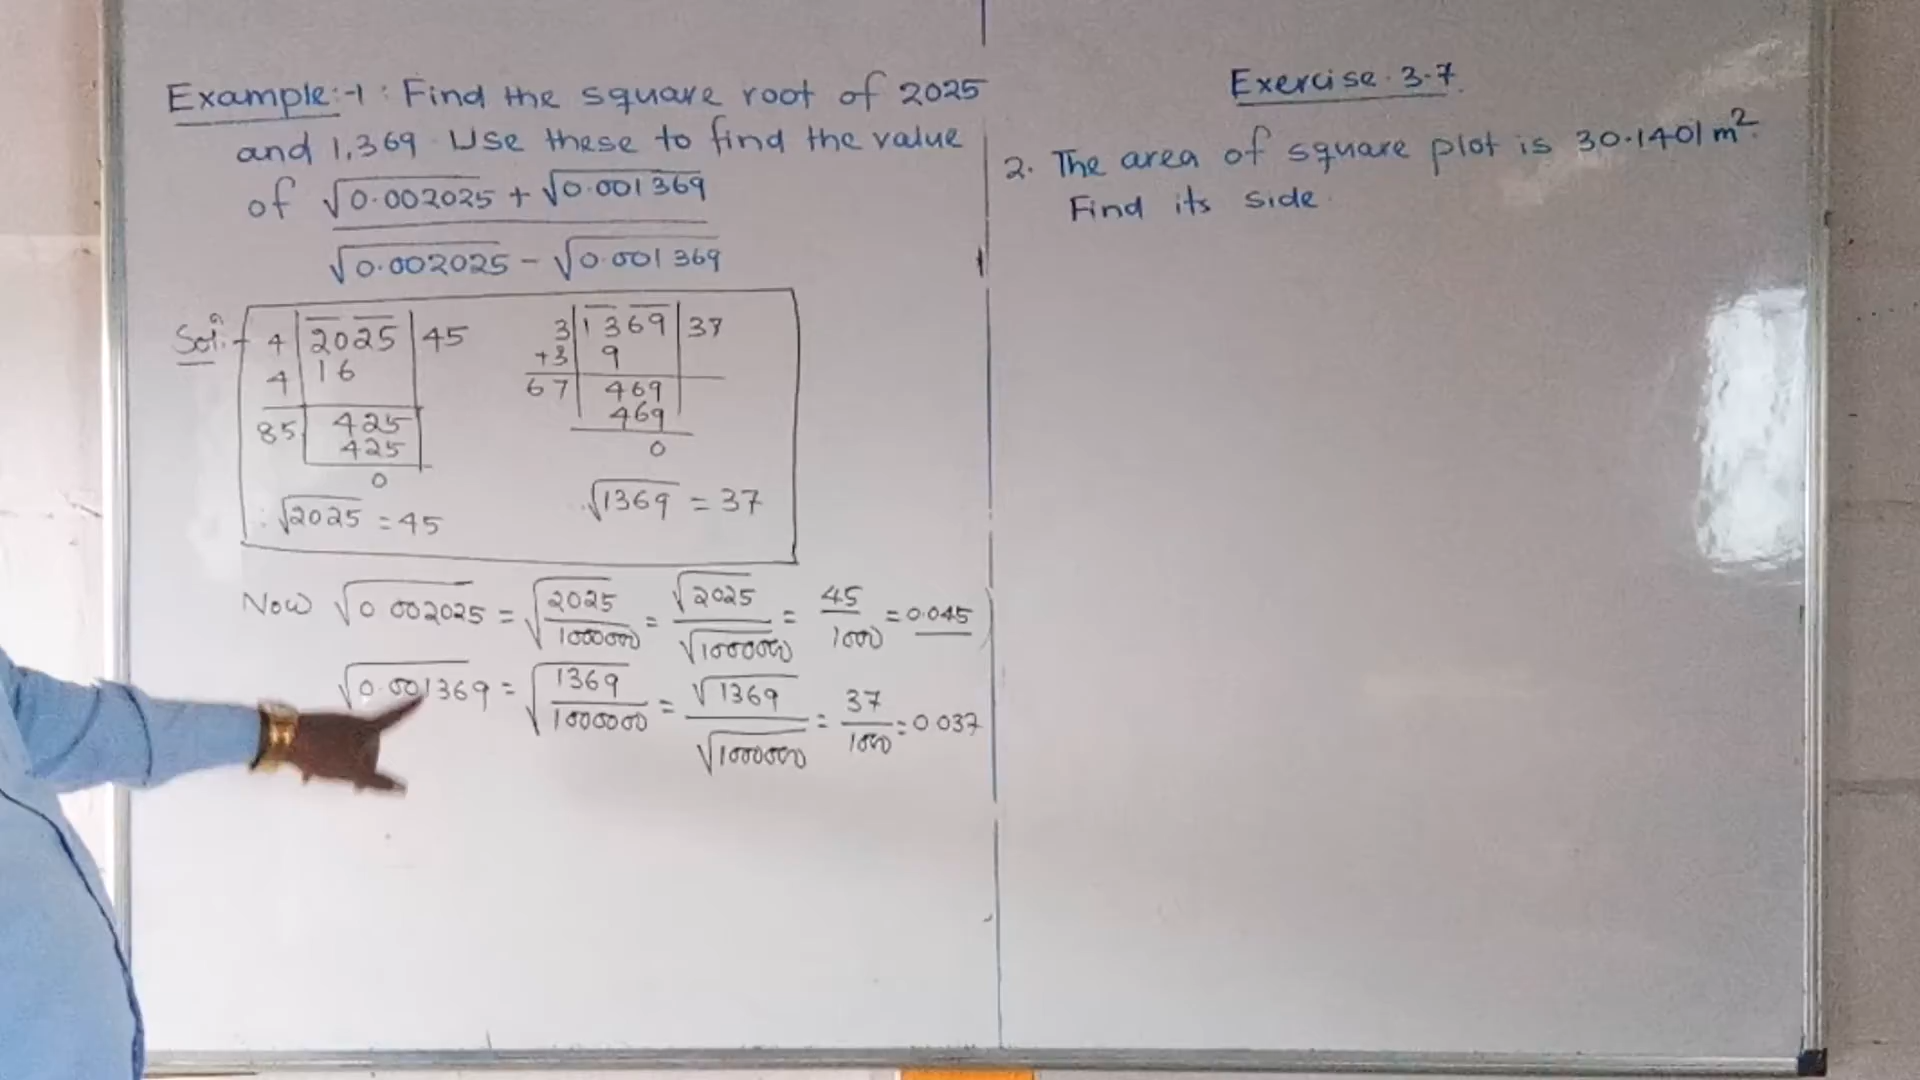 Example:-1: Find the square root of 2025
and 1,369. Use these to find the value
of √0.002025 + √0.001369
√0.002025 - √0.001369
Solⁿ:- 4 2025 45
4 16
85 425
425
0
∴ √2025 = 45
3 1369 37
+3 9
67 469
469
0
∴ √1369 = 37
Now √0.002025 = √2025/1000000 = √2025/√1000000 = 45/1000 = 0.045
√0.001369 = √1369/1000000 = √1369/√1000000 = 37/1000 = 0.037
Exercise.3.7.
2. The area of square plot is 30.1401 m².
Find its side.